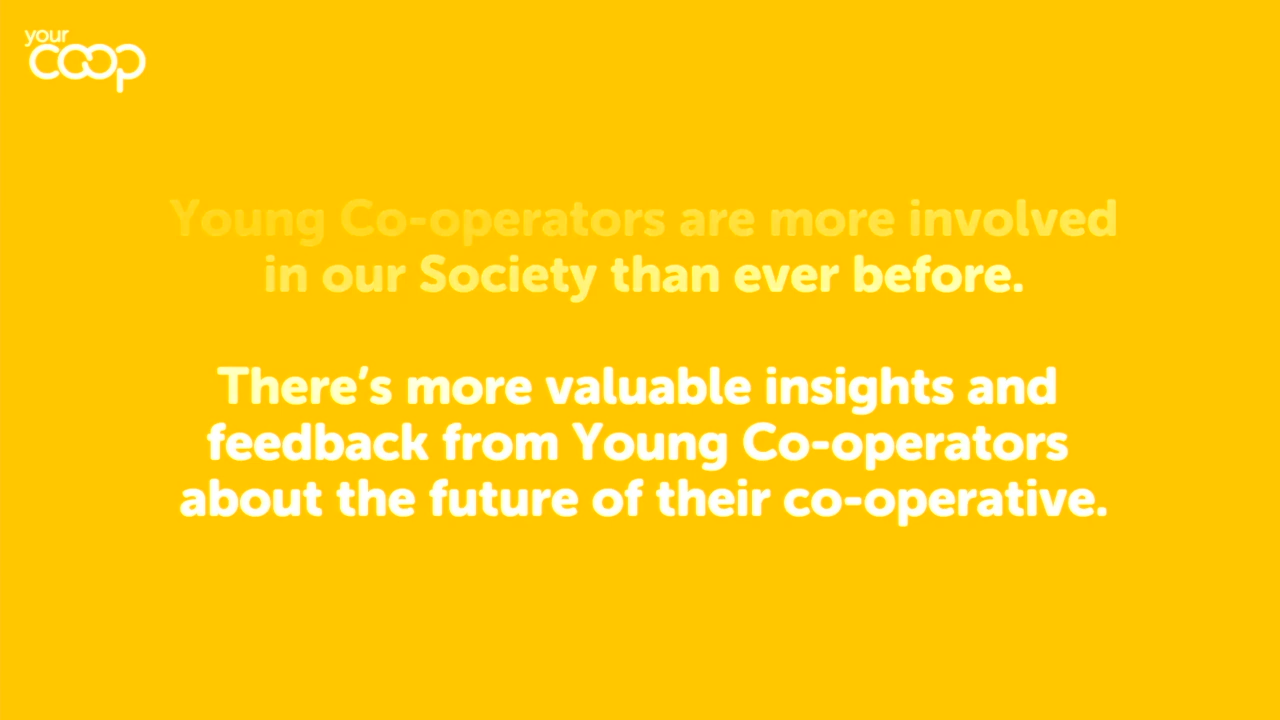 your
coop
Young Co-operators are more involved
in our Society than ever before.
There’s more valuable insights and
feedback from Young Co-operators
about the future of their co-operative.